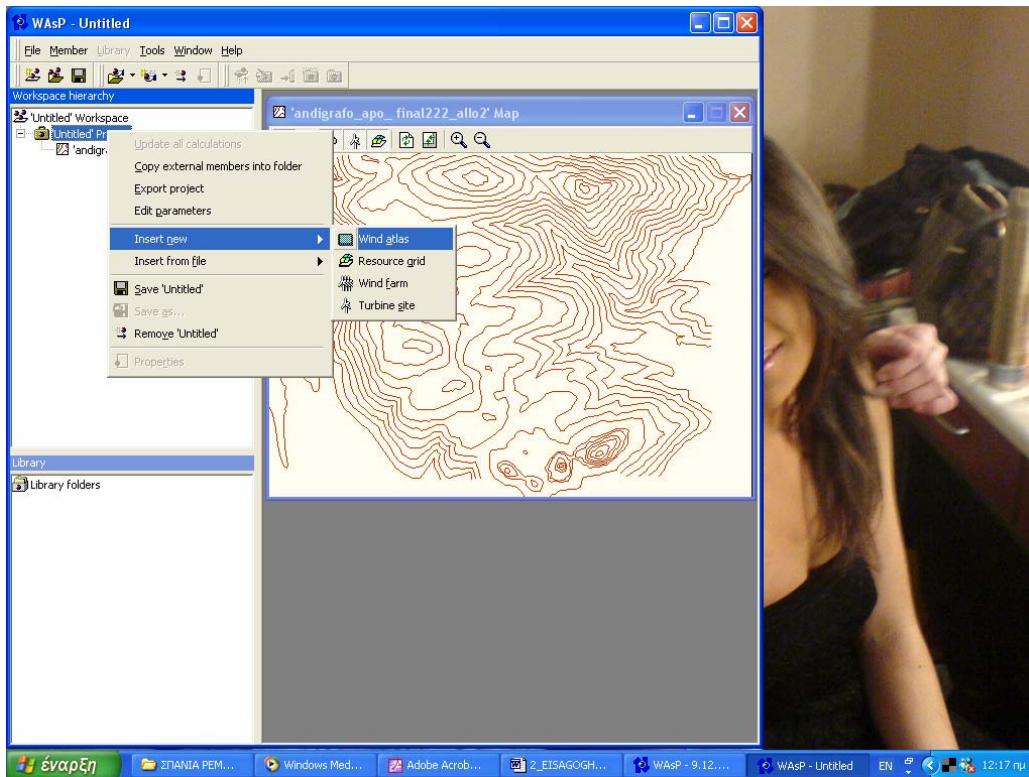 WAsP - Untitled
File Member Library Tools Window Help
Workspace hierarchy
'Untitled' Workspace
'Untitled' Pr
'andigr
Update all calculations
Copy external members into folder
Export project
Edit parameters
Insert new
Insert from file
Save 'Untitled'
Save as...
Remove 'Untitled'
Properties
Wind atlas
Resource grid
Wind farm
Turbine site
'andigrafo_apo_ final222_allo2' Map
Library
Library folders
έναρξη
ΣΠΑΝΙΑ ΡΕΜ...
Windows Med...
Adobe Acrob...
2_EISAGOGH...
WAsP - 9.12....
WAsP - Untitled
EN
12:17 πμ